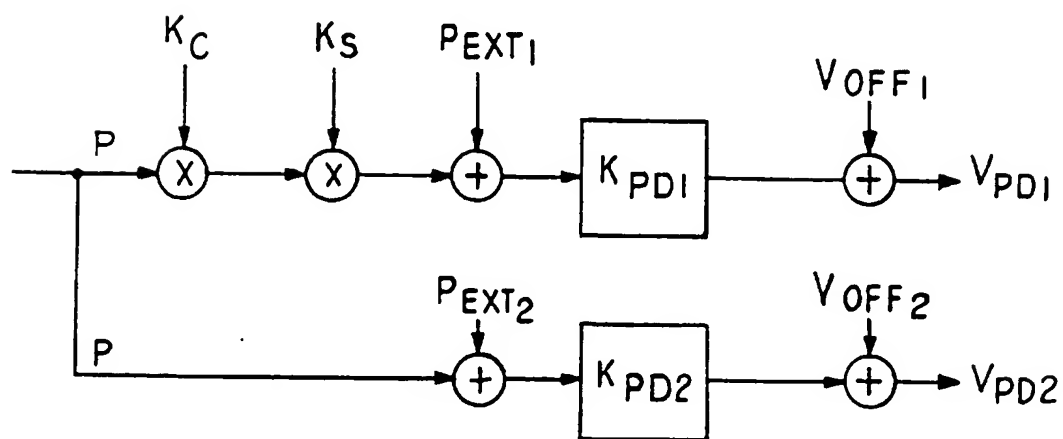 K_C K_S P_EXT1 V_OFF1
P X X + K_PD1 + V_PD1
P_EXT2 V_OFF2
P + K_PD2 + V_PD2